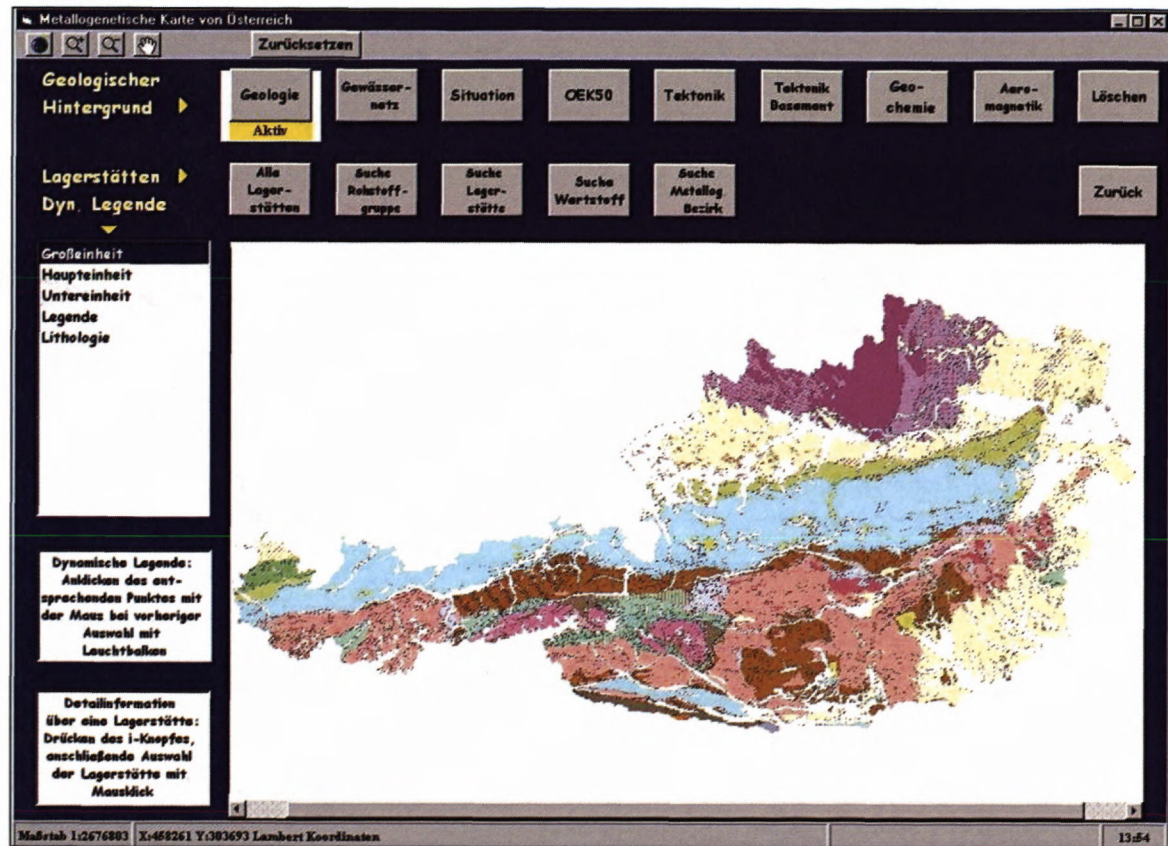 Metallogenetische Karte von Österreich
Zurücksetzen
Geologischer
Hintergrund
Geologie
Aktiv
Gewässer-
netz
Situation
OEK50
Tektonik
Tektonik
Basement
Geo-
chemie
Aero-
magnetik
Löschen
Lagerstätten
Dyn. Legende
Alle
Lager-
stätten
Suche
Rohstoff-
gruppe
Suche
Lager-
stätte
Suche
Wertstoff
Suche
Metallog.
Bezirk
Zurück
Großeinheit
Haupteinheit
Untereinheit
Legende
Lithologie
Dynamische Legende:
Anklicken des ent-
sprechenden Punktes mit
der Maus bei vorheriger
Auswahl mit
Leuchtbalken
Detailinformation
über eine Lagerstätte:
Drücken des i-Knopfes,
anschließende Auswahl
der Lagerstätte mit
Mausklick
Maßstab 1:2676803 X:458261 Y:303693 Lambert Koordinaten
13:54